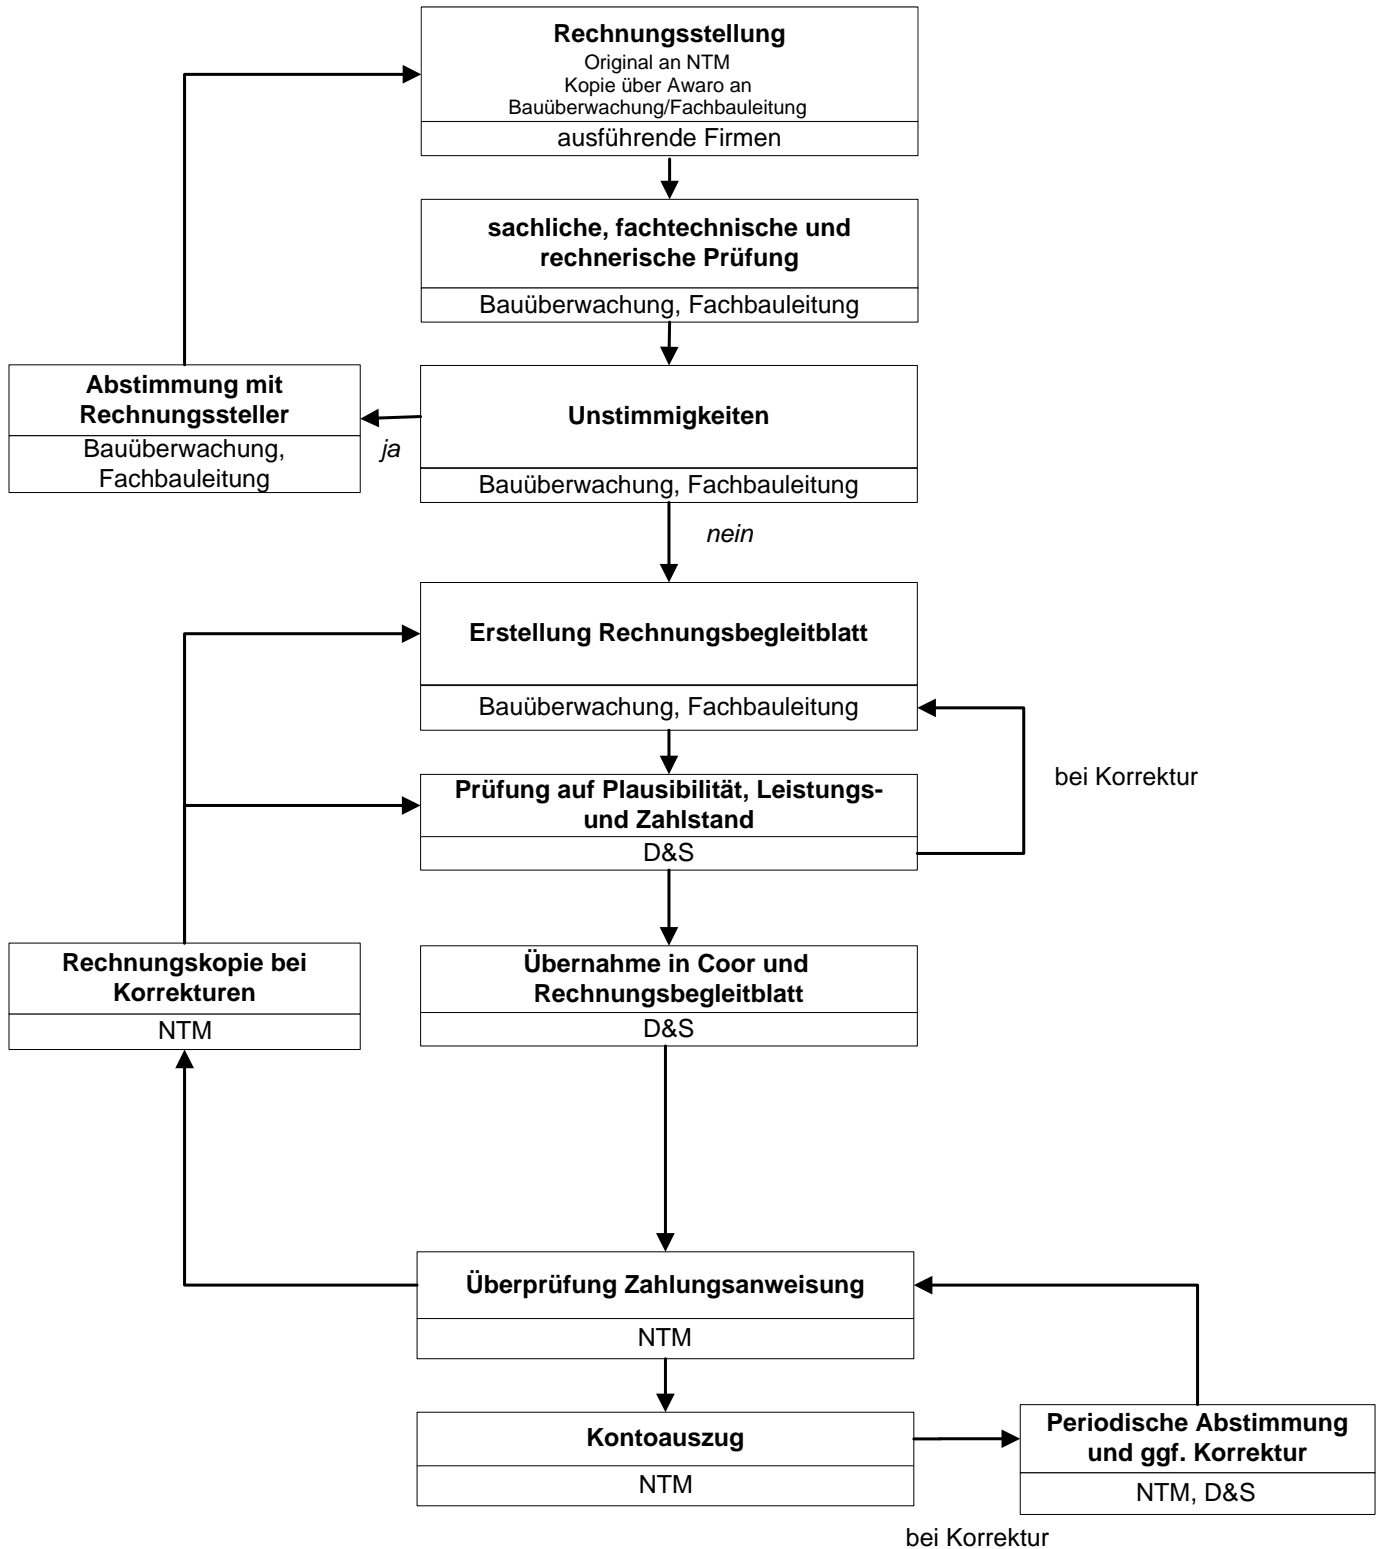 Rechnungsstellung
Original an NTM
Kopie über Awaro an
Bauüberwachung/Fachbauleitung
ausführende Firmen
sachliche, fachtechnische und
rechnerische Prüfung
Bauüberwachung, Fachbauleitung
Abstimmung mit
Rechnungssteller
Bauüberwachung,
Fachbauleitung
ja
Unstimmigkeiten
Bauüberwachung, Fachbauleitung
nein
Erstellung Rechnungsbegleitblatt
Bauüberwachung, Fachbauleitung
bei Korrektur
Prüfung auf Plausibilität, Leistungs-
und Zahlstand
D&S
Rechnungskopie bei
Korrekturen
NTM
Übernahme in Coor und
Rechnungsbegleitblatt
D&S
Überprüfung Zahlungsanweisung
NTM
Kontoauszug
NTM
Periodische Abstimmung
und ggf. Korrektur
NTM, D&S
bei Korrektur